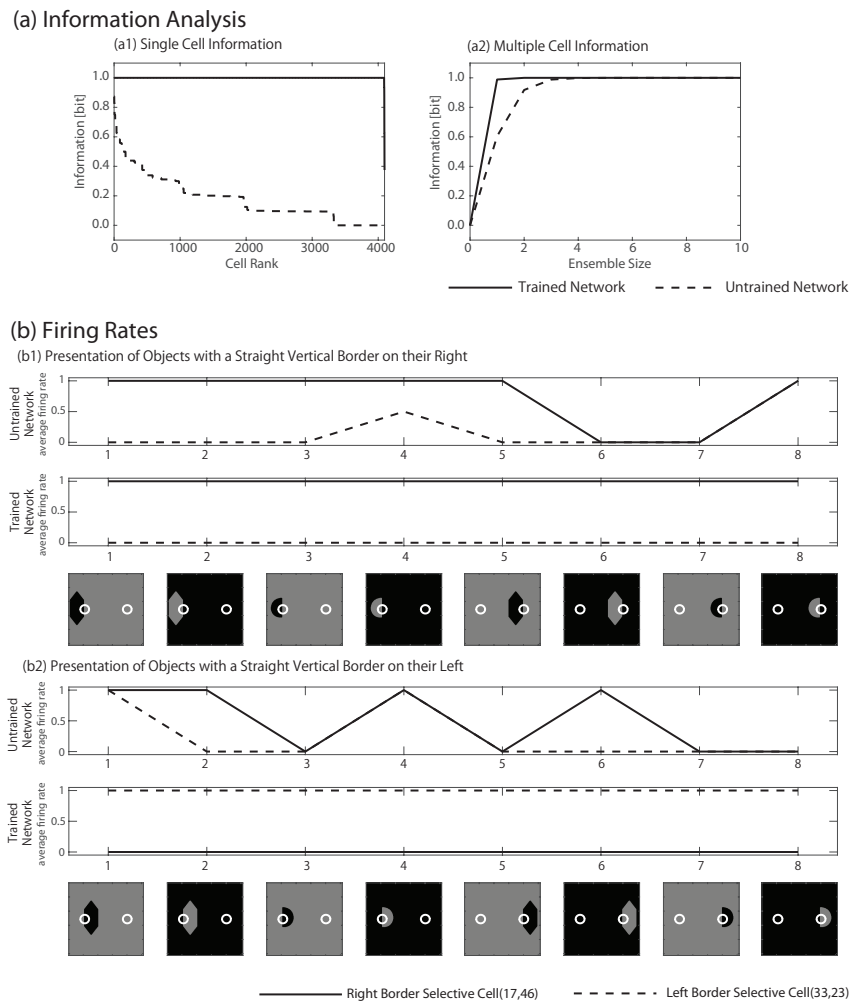 (a) Information Analysis
(a1) Single Cell Information
(a2) Multiple Cell Information
Information [bit]
1.0
0.8
0.6
0.4
0.2
0.0
0 1000 2000 3000 4000
Cell Rank
Information [bit]
1.0
0.8
0.6
0.4
0.2
0.0
0 2 4 6 8 10
Ensemble Size
Trained Network
Untrained Network
(b) Firing Rates
(b1) Presentation of Objects with a Straight Vertical Border on their Right
Untrained
Network
average firing rate
1
0.5
0
1 2 3 4 5 6 7 8
Trained
Network
average firing rate
1
0.5
0
1 2 3 4 5 6 7 8
(b2) Presentation of Objects with a Straight Vertical Border on their Left
Untrained
Network
average firing rate
1
0.5
0
1 2 3 4 5 6 7 8
Trained
Network
average firing rate
1
0.5
0
1 2 3 4 5 6 7 8
Right Border Selective Cell(17,46)
Left Border Selective Cell(33,23)